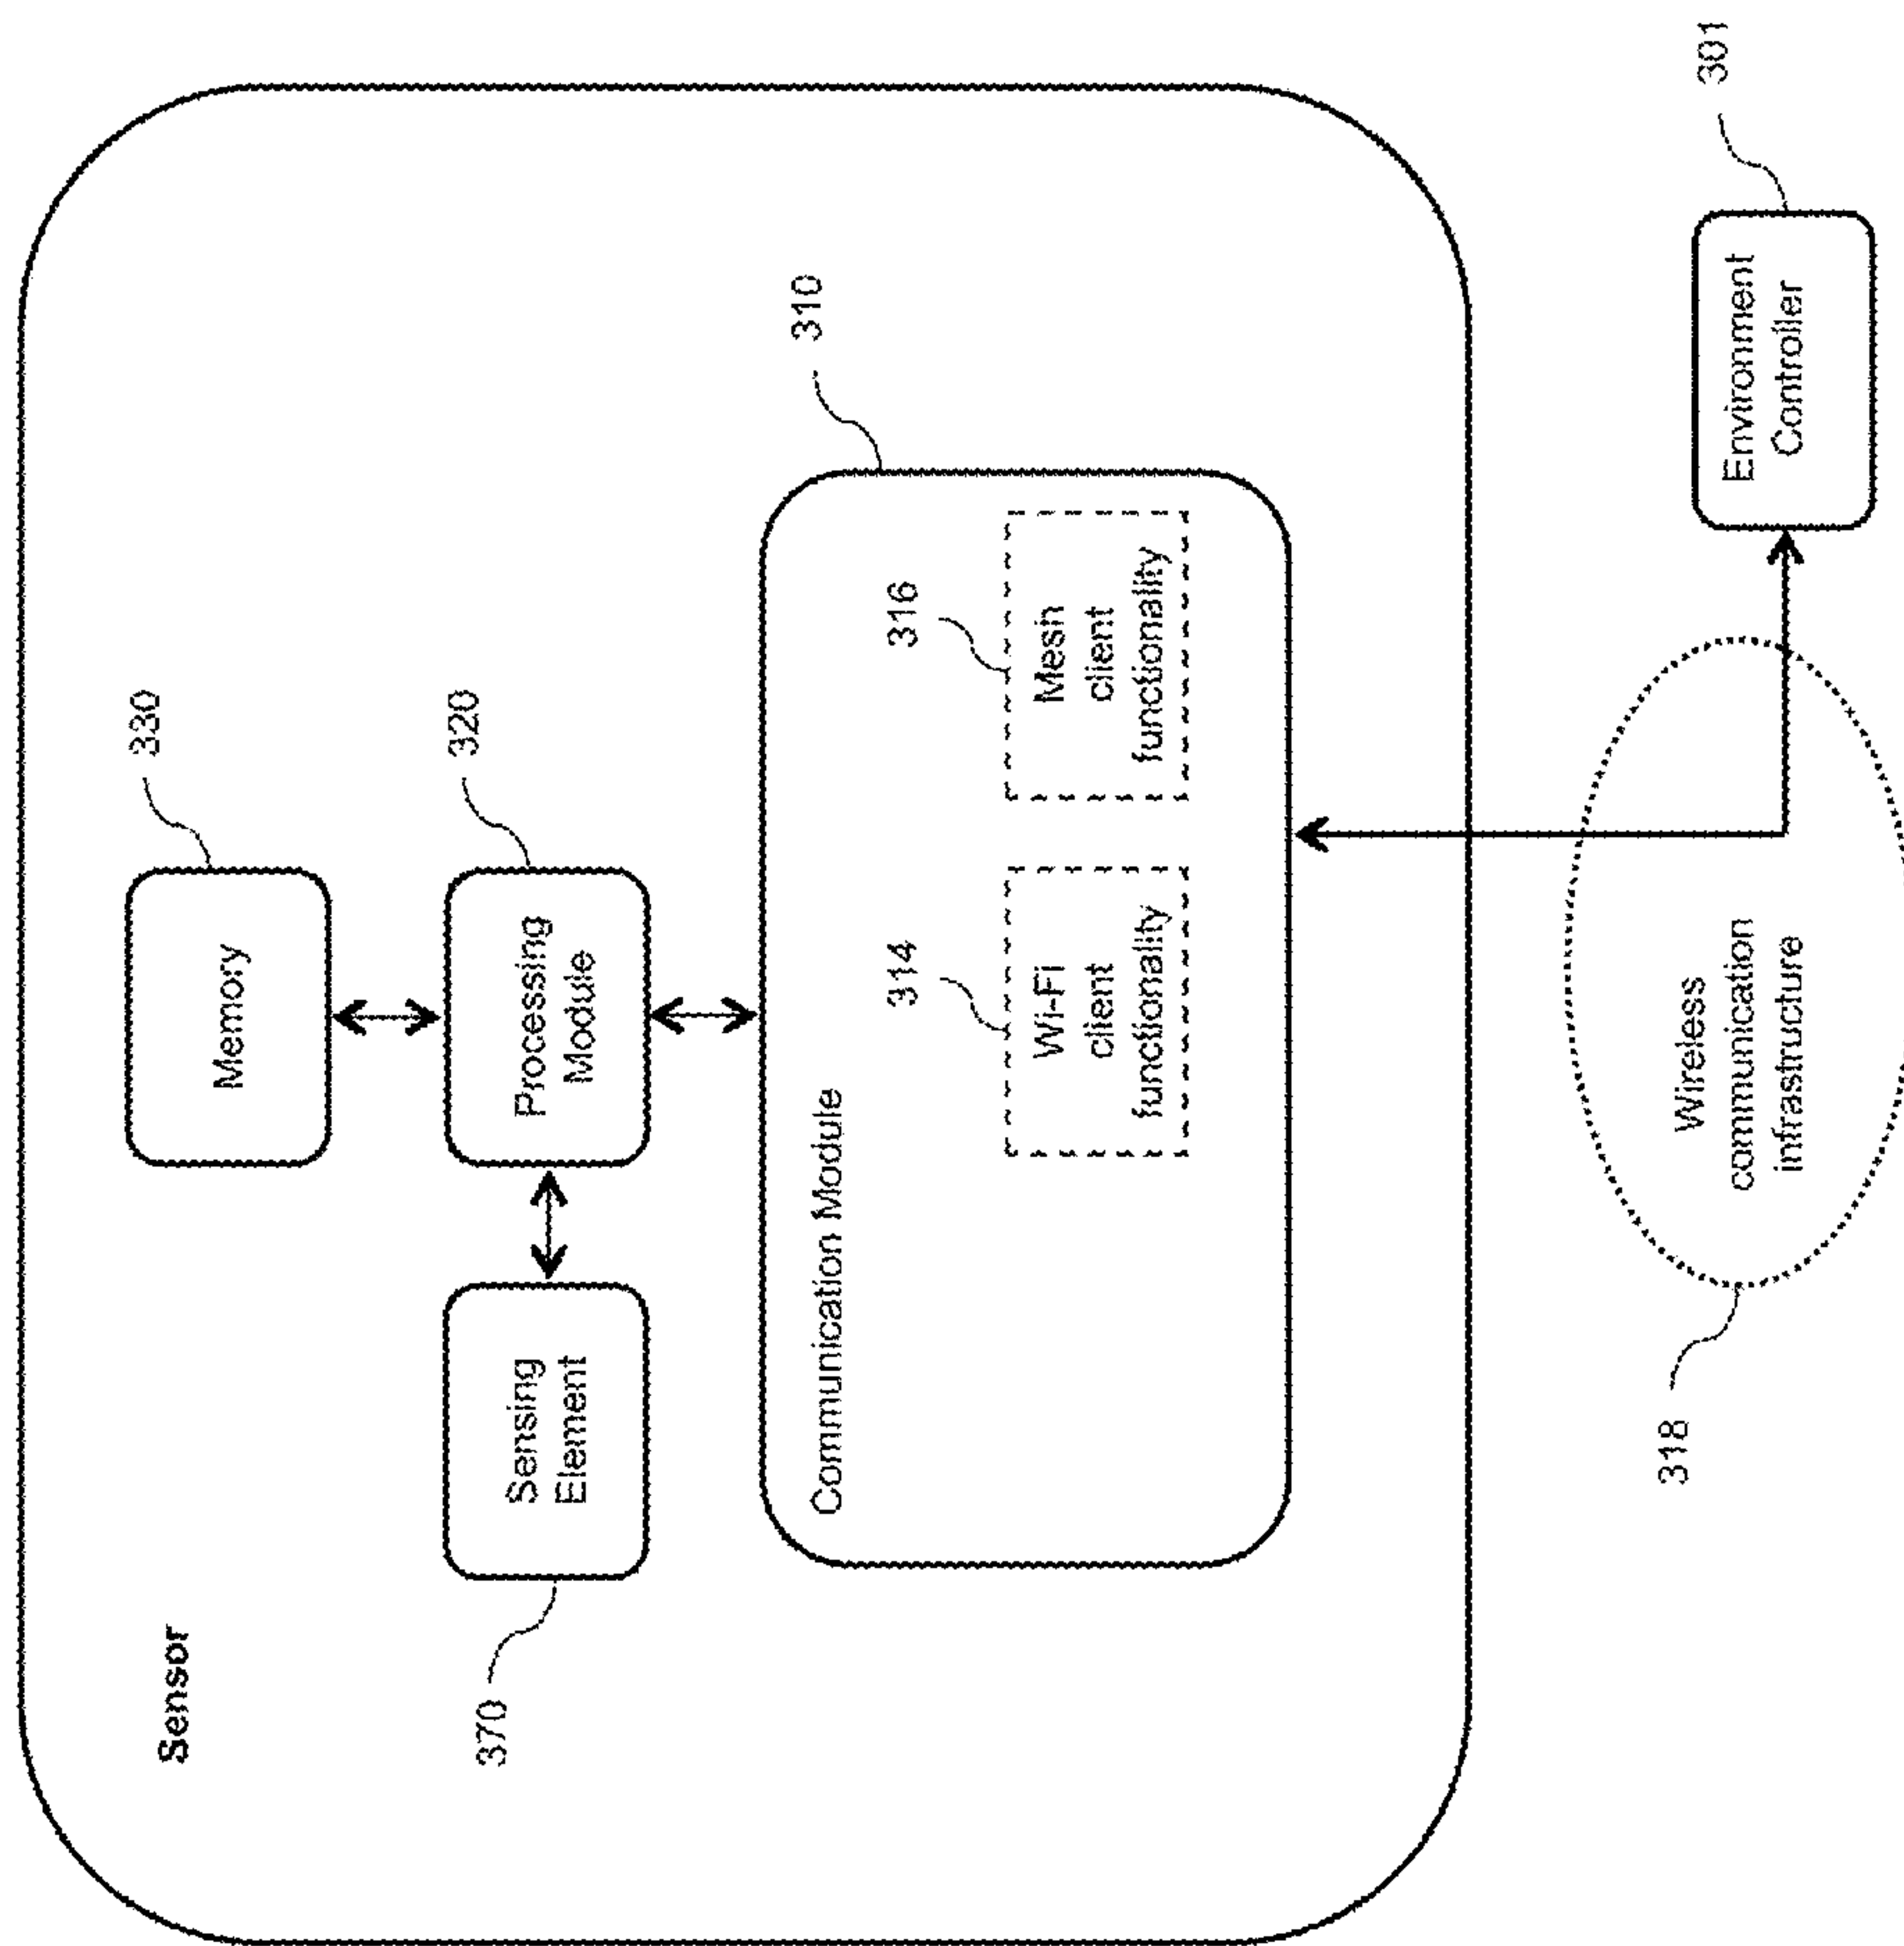 Sensor
330
Memory
370
320
Sensing
Element
Processing
Module
310
Communication Module
314
316
Wi-Fi
client
functionality
Mesh
client
functionality
318
Wireless
communication
infrastructure
Environment
Controller
301